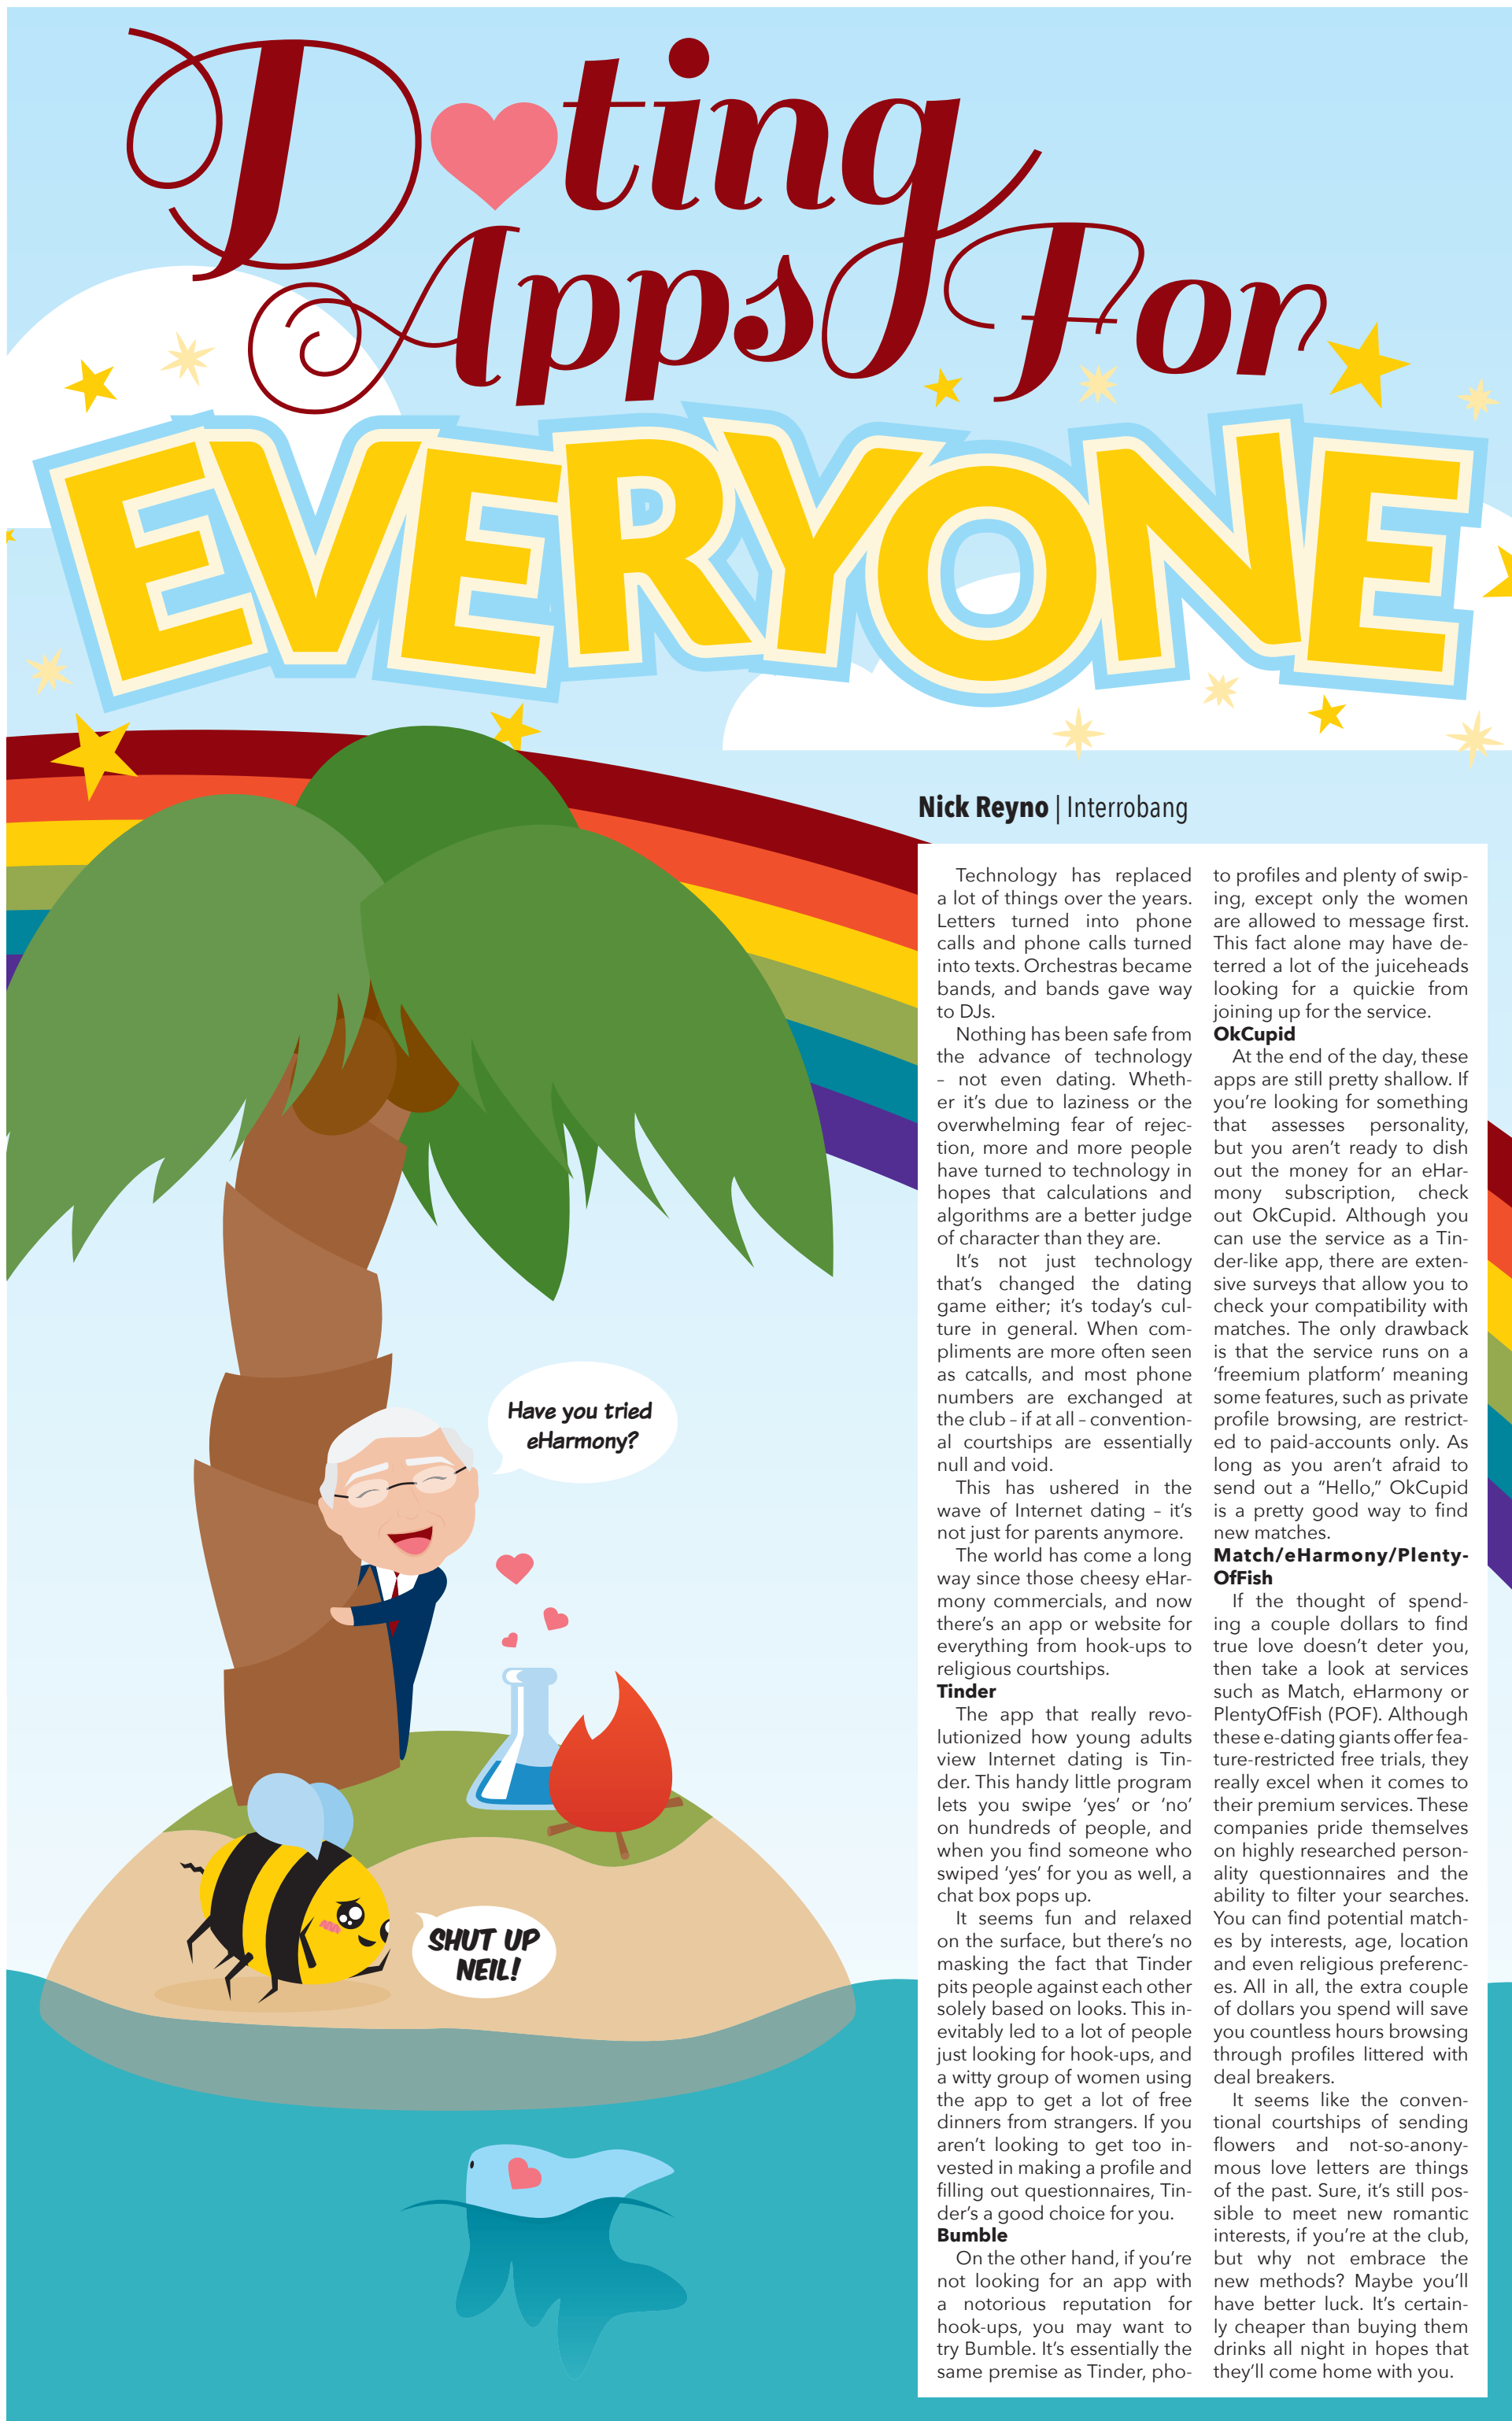 Dating
Apps For
EVERYONE
Nick Reyno | Interrobang
Technology has replaced
a lot of things over the years.
Letters turned into phone
calls and phone calls turned
into texts. Orchestras became
bands, and bands gave way
to DJs.
Nothing has been safe from
the advance of technology
– not even dating. Wheth-
er it’s due to laziness or the
overwhelming fear of rejec-
tion, more and more people
have turned to technology in
hopes that calculations and
algorithms are a better judge
of character than they are.
It’s not just technology
that’s changed the dating
game either; it’s today’s cul-
ture in general. When com-
pliments are more often seen
as catcalls, and most phone
numbers are exchanged at
the club – if at all – convention-
al courtships are essentially
null and void.
This has ushered in the
wave of Internet dating – it’s
not just for parents anymore.
The world has come a long
way since those cheesy eHar-
mony commercials, and now
there’s an app or website for
everything from hook-ups to
religious courtships.
Tinder
The app that really revo-
lutionized how young adults
view Internet dating is Tin-
der. This handy little program
lets you swipe ‘yes’ or ‘no’
on hundreds of people, and
when you find someone who
swiped ‘yes’ for you as well, a
chat box pops up.
It seems fun and relaxed
on the surface, but there’s no
masking the fact that Tinder
pits people against each other
solely based on looks. This in-
evitably led to a lot of people
just looking for hook-ups, and
a witty group of women using
the app to get a lot of free
dinners from strangers. If you
aren’t looking to get too in-
vested in making a profile and
filling out questionnaires, Tin-
der’s a good choice for you.
Bumble
On the other hand, if you’re
not looking for an app with
a notorious reputation for
hook-ups, you may want to
try Bumble. It’s essentially the
same premise as Tinder, pho-
to profiles and plenty of swip-
ing, except only the women
are allowed to message first.
This fact alone may have de-
terred a lot of the juiceheads
looking for a quickie from
joining up for the service.
OkCupid
At the end of the day, these
apps are still pretty shallow. If
you’re looking for something
that assesses personality,
but you aren’t ready to dish
out the money for an eHar-
mony subscription, check
out OkCupid. Although you
can use the service as a Tin-
der-like app, there are exten-
sive surveys that allow you to
check your compatibility with
matches. The only drawback
is that the service runs on a
‘freemium platform’ meaning
some features, such as private
profile browsing, are restrict-
ed to paid-accounts only. As
long as you aren’t afraid to
send out a “Hello,” OkCupid
is a pretty good way to find
new matches.
Match/eHarmony/Plenty-
OfFish
If the thought of spend-
ing a couple dollars to find
true love doesn’t deter you,
then take a look at services
such as Match, eHarmony or
PlentyOfFish (POF). Although
these e-dating giants offer fea-
ture-restricted free trials, they
really excel when it comes to
their premium services. These
companies pride themselves
on highly researched person-
ality questionnaires and the
ability to filter your searches.
You can find potential match-
es by interests, age, location
and even religious preferenc-
es. All in all, the extra couple
of dollars you spend will save
you countless hours browsing
through profiles littered with
deal breakers.
It seems like the conven-
tional courtships of sending
flowers and not-so-anony-
mous love letters are things
of the past. Sure, it’s still pos-
sible to meet new romantic
interests, if you’re at the club,
but why not embrace the
new methods? Maybe you’ll
have better luck. It’s certain-
ly cheaper than buying them
drinks all night in hopes that
they’ll come home with you.
Have you tried
eHarmony?
SHUT UP
NEIL!